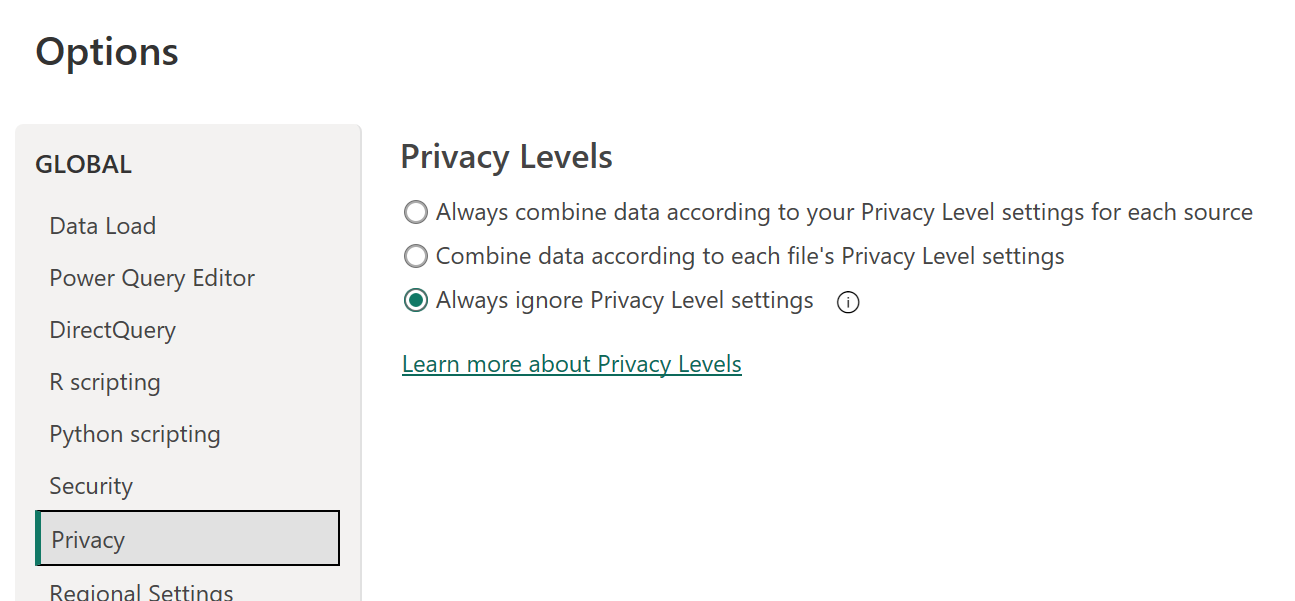 Options
GLOBAL
Data Load
Power Query Editor
DirectQuery
R scripting
Python scripting
Security
Privacy
Regional Settings
Privacy Levels
Always combine data according to your Privacy Level settings for each source
Combine data according to each file's Privacy Level settings
Always ignore Privacy Level settings
Learn more about Privacy Levels